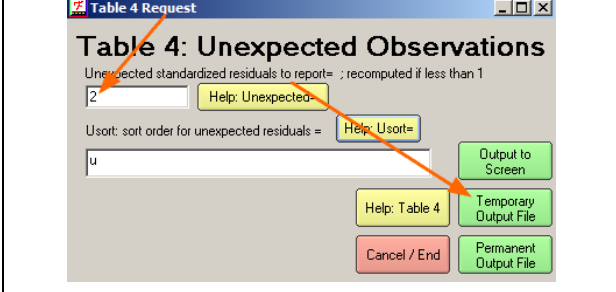 Table 4 Request
Table 4: Unexpected Observations
Unexpected standardized residuals to report= ; recomputed if less than 1
2
Help: Unexpected=
Usort: sort order for unexpected residuals =
Help: Usort=
u
Output to
Screen
Help: Table 4
Temporary
Output File
Cancel / End
Permanent
Output File